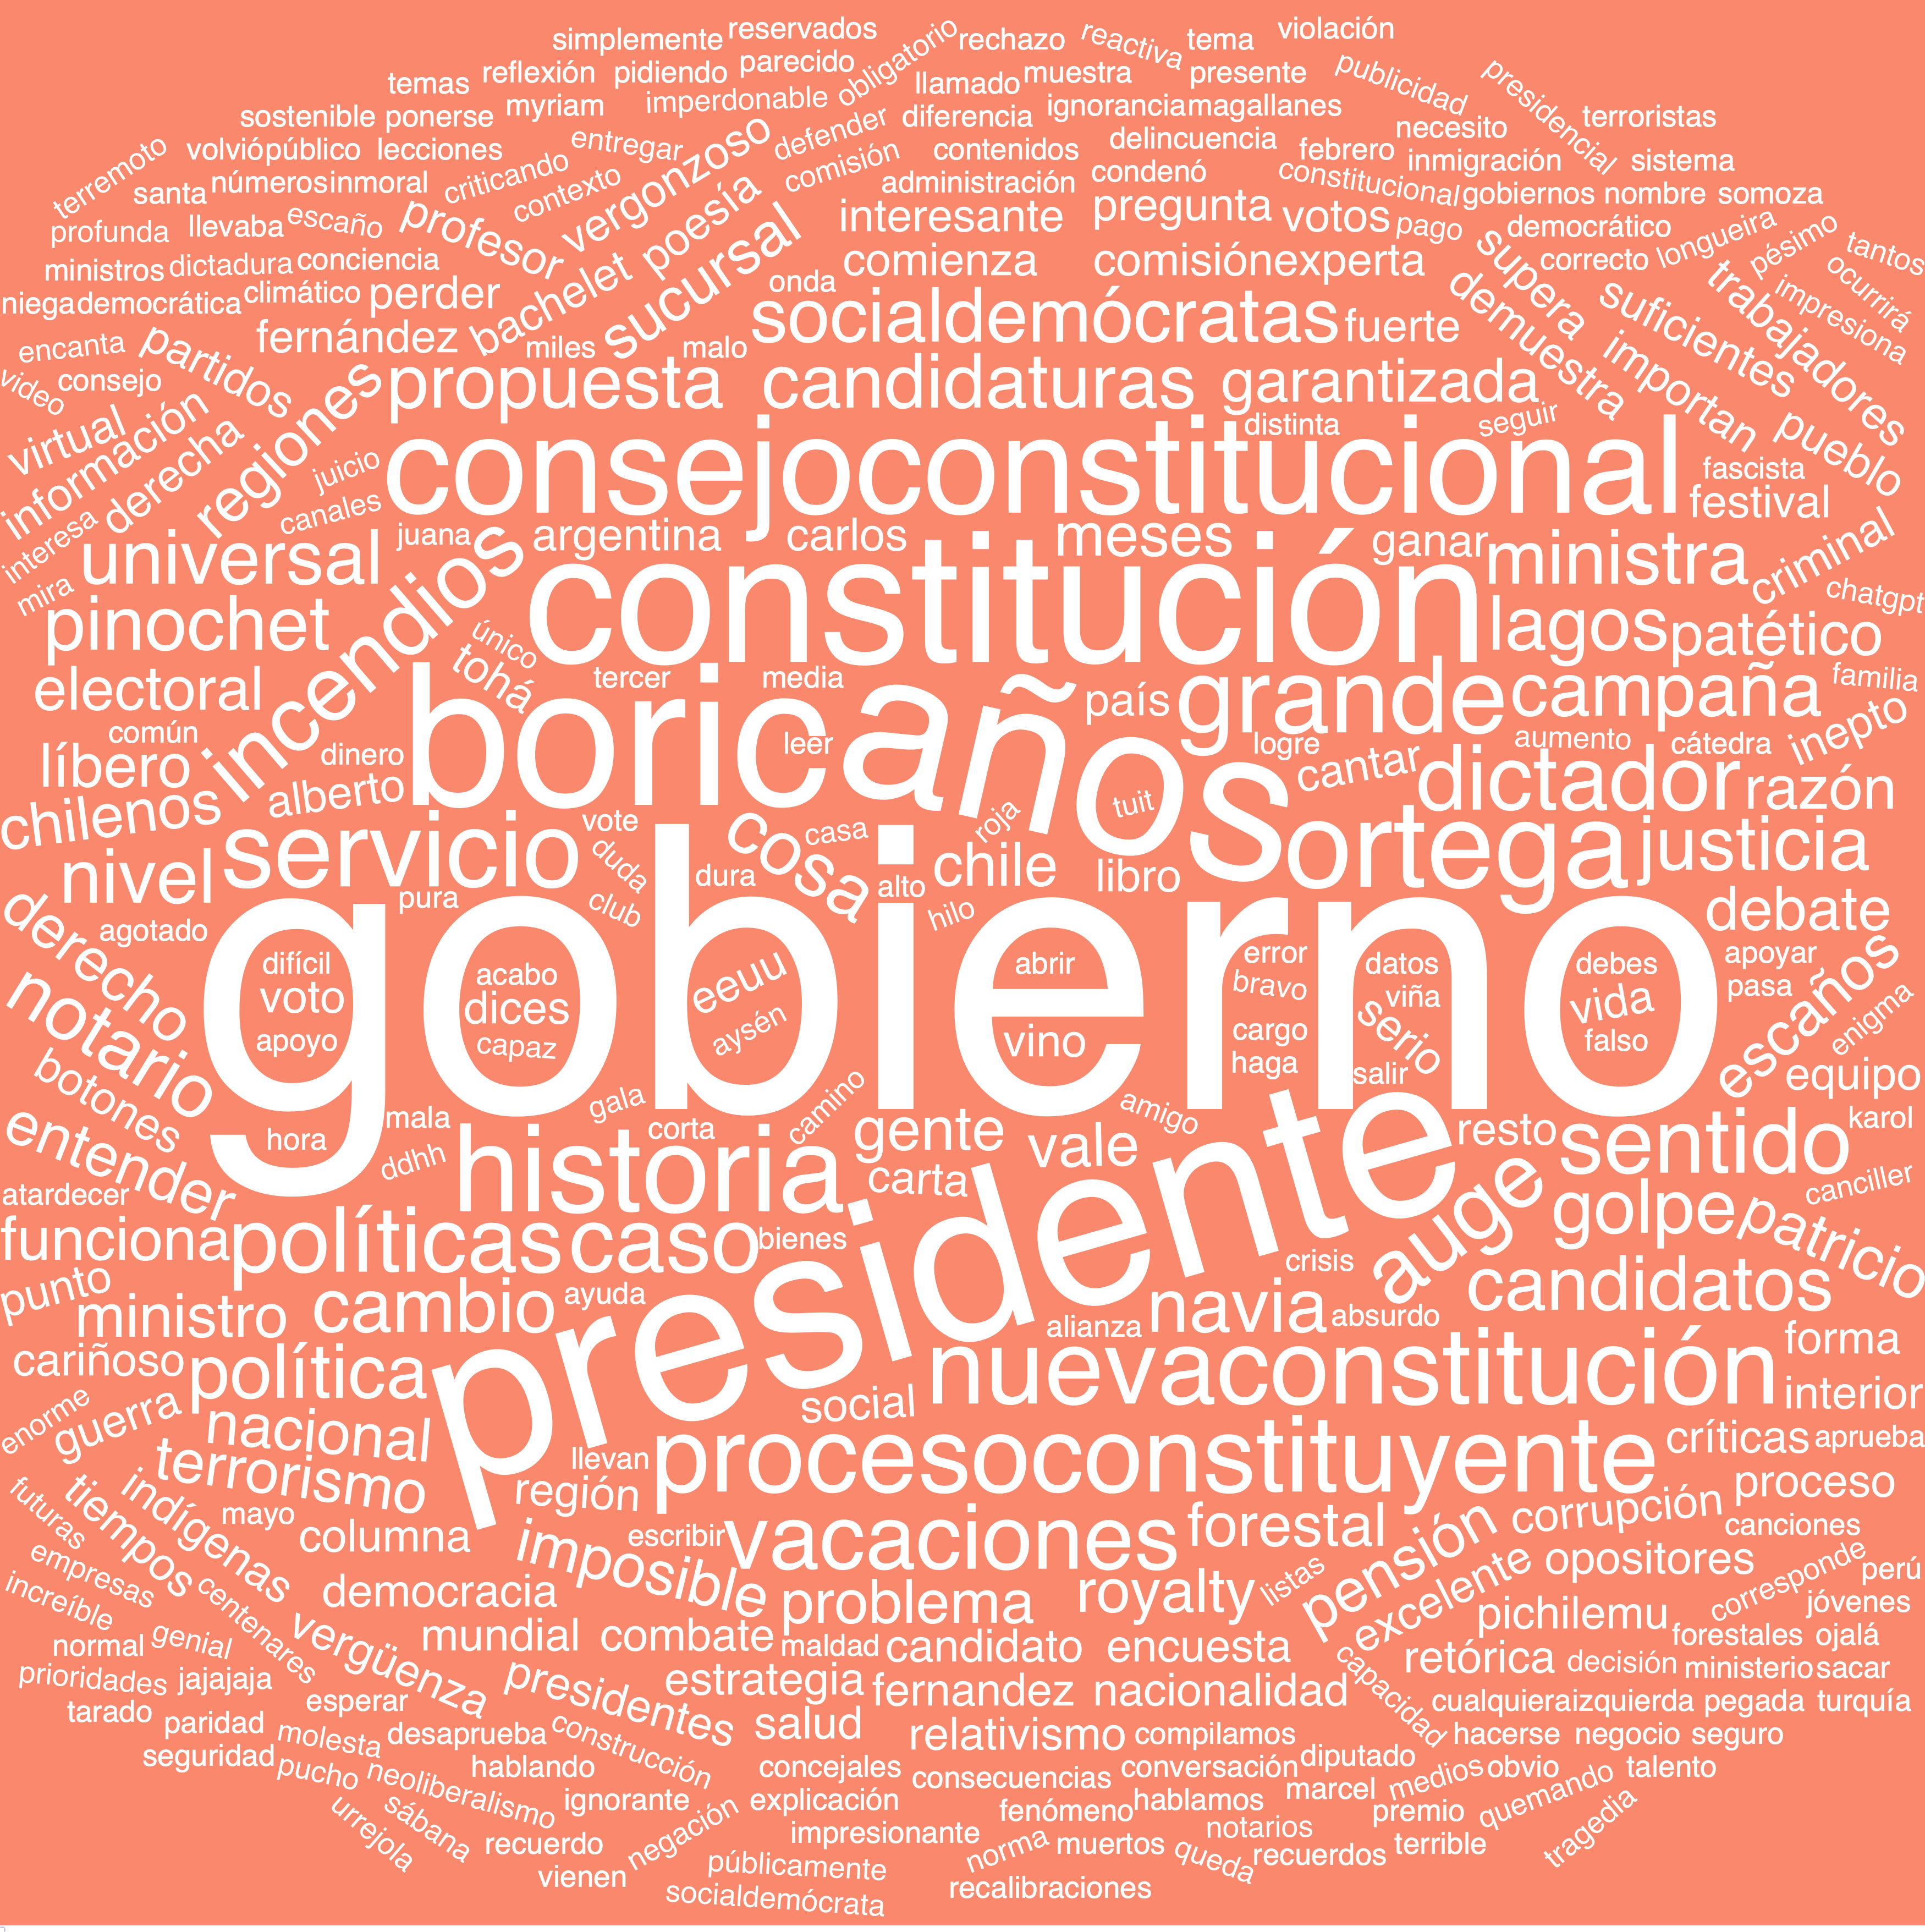 simplemente reservados obligatorio rechazo reactiva tema violación
temas reflexión pidiendo parecido llamado muestra presente publicidad presidencial
sostenible ponerse myriam imperdonable diferencia ignorancia magallanes necesito terroristas
terremoto volvió público lecciones criticando entregar vergonzoso defender contenidos delincuencia febrero inmigración sistema
santa números inmoral contexto comisión administración condenó constitucional gobiernos nombre somoza
profunda llevaba escaño profesor bachelet poesía sucursal interesante pregunta votos pago supera democrático longueira pésimo tantos
ministros dictadura conciencia onda comienza comisiónexperta demuestra correcto suficientes trabajadores impresiona ocurrirá
niega democrática climático perder
encanta partidos fernández miles malo socialdemócratas fuerte importan
video consejo regiones propuesta candidaturas garantizada pueblo
virtual información derecha juicio consejoconstitucional distinta seguir fascista
interesa canales festival
mira universal incendios juana argentina carlos meses ganar ministra criminal chatgpt
pinochet único tohá constitución lagos patético
electoral tercer media país grande campaña familia
común boric años
líbero dinero leer logre cantar aumento cátedra inepto
chilenos alberto dictador razón
nivel servicio vote duda casa cosa roja tuit ortega justicia
pura club dura alto chile hilo libro
derecho agotado gobierno debate escaños
notario difícil acabo eeuu abrir error datos debes apoyar
voto dices bravo viña vida pasa enigma
botones apoyo capaz aysén vino cargo serio falso
haga salir equipo
entender hora mala gala camino amigo karol
ddhh historia corta gente vale presidente resto sentido
atardecer carta auge canciller
funciona políticas caso bienes crisis golpe patricio
punto ministro cambio ayuda alianza navia absurdo candidatos
cariñoso política nuevaconstitución forma
enorme guerra nacional social interior
terrorismo llevan procesoconstituyente críticas aprueba
futuras tiempos indígenas mayo región pensión corrupción proceso
columna imposible escribir vacaciones forestal canciones
empresas increíble centenares democracia problema royalty listas excelente opositores corresponde perú
normal genial vergüenza mundial combate maldad candidato encuesta capacidad pichilemu jóvenes
forestales ojalá
prioridades jajajaja presidentes estrategia fernandez nacionalidad retórica decisión ministerio sacar
tarado esperar cualquiera izquierda pegada turquía
paridad molesta desaprueba construcción salud relativismo compilamos hacerse negocio seguro
seguridad pucho neoliberalismo hablando concejales consecuencias conversación diputado medios obvio talento
urrejola sábana ignorante negación explicación fenómeno hablamos marcel premio quemando tragedia
recuerdo impresionante norma muertos notarios queda recuerdos terrible
vienen públicamente
socialdemócrata recalibraciones